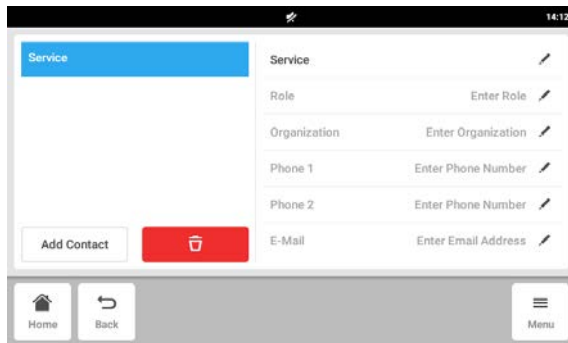 14:12
Service
Service
Role Enter Role
Organization Enter Organization
Phone 1 Enter Phone Number
Phone 2 Enter Phone Number
E-Mail Enter Email Address
Add Contact
Home Back Menu